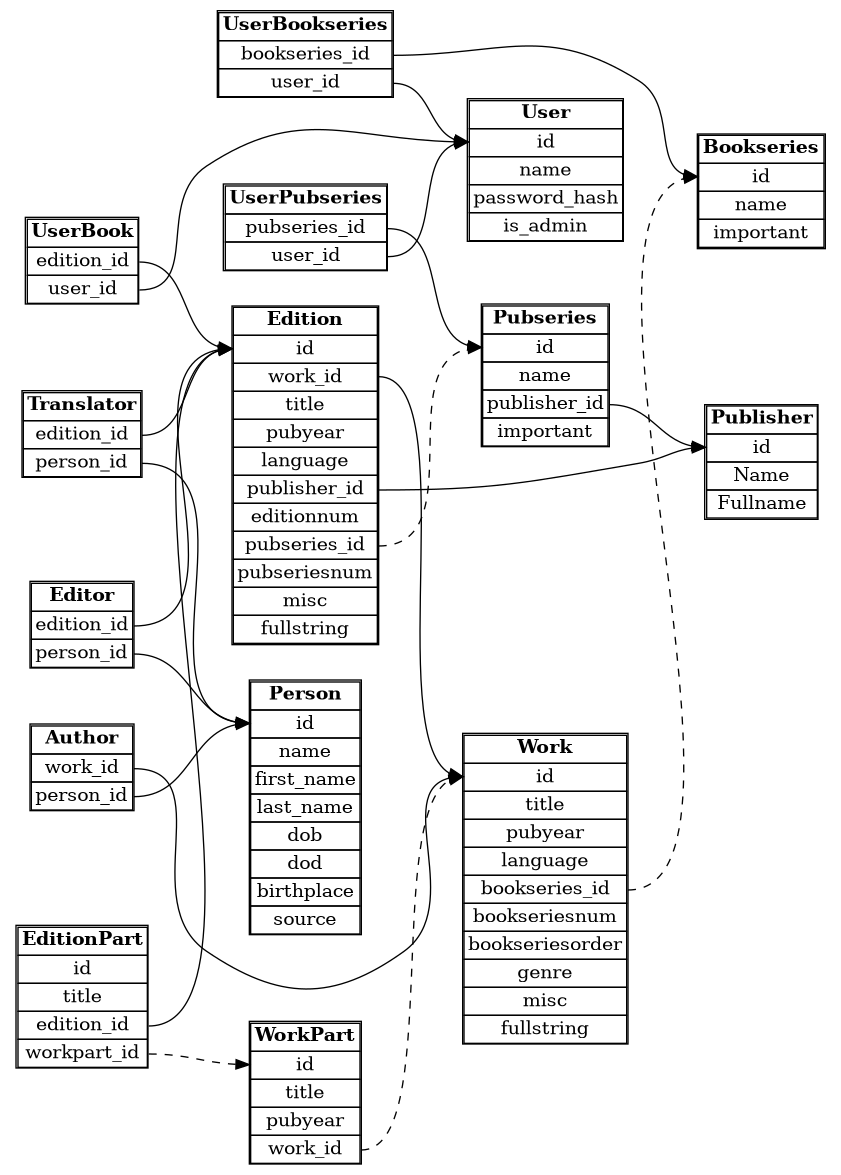 UserBookseries
bookseries_id
user_id
User
id
name
password_hash
is_admin
Bookseries
id
name
important
UserPubseries
pubseries_id
user_id
UserBook
edition_id
user_id
Edition
id
work_id
title
pubyear
language
publisher_id
editionnum
pubseries_id
pubseriesnum
misc
fullstring
Pubseries
id
name
publisher_id
important
Translator
edition_id
person_id
Publisher
id
Name
Fullname
Editor
edition_id
person_id
Person
id
name
first_name
last_name
dob
dod
birthplace
source
Author
work_id
person_id
Work
id
title
pubyear
language
bookseries_id
bookseriesnum
bookseriesorder
genre
misc
fullstring
EditionPart
id
title
edition_id
workpart_id
WorkPart
id
title
pubyear
work_id